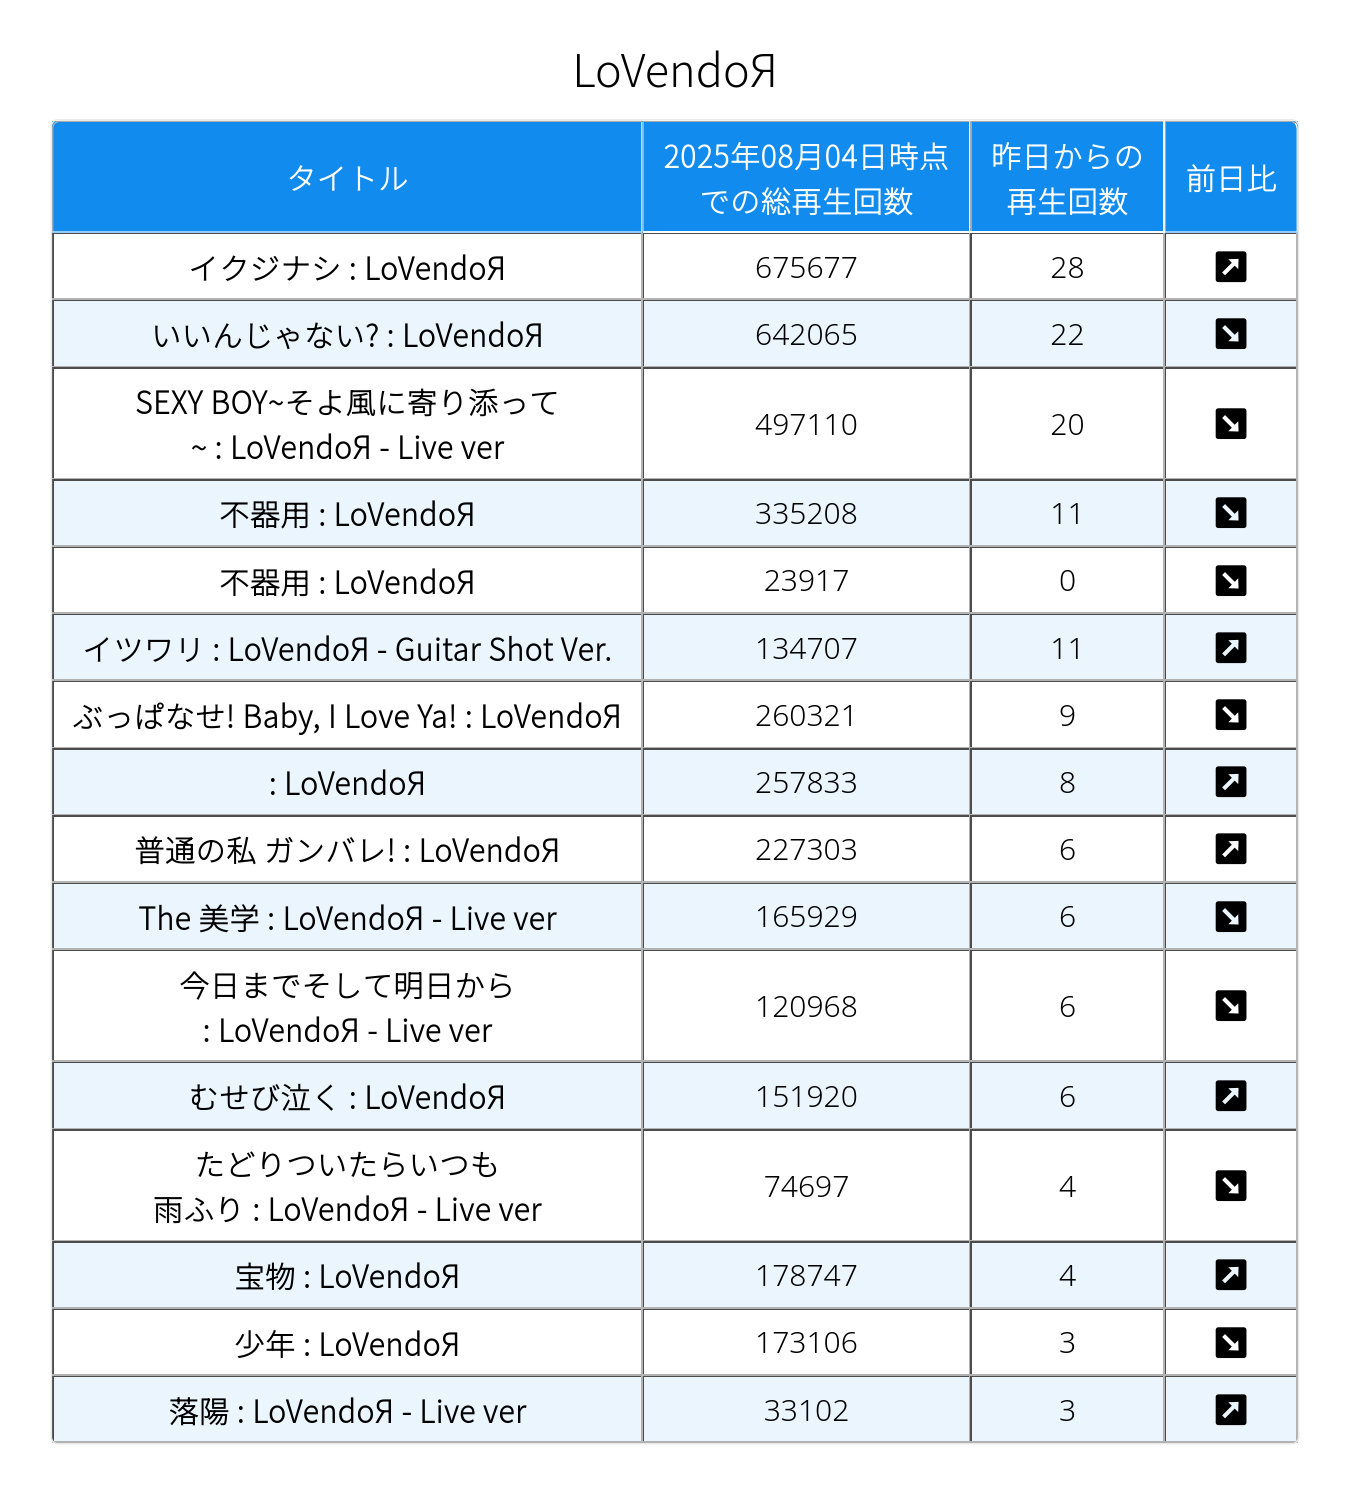 LoVendoЯ
タイトル
2025年08月04日時点
での総再生回数
昨日からの
再生回数
前日比
イクジナシ : LoVendoЯ 675677 28
いいんじゃない? : LoVendoЯ 642065 22
SEXY BOY~そよ風に寄り添って
~ : LoVendoЯ - Live ver 497110 20
不器用 : LoVendoЯ 335208 11
不器用 : LoVendoЯ 23917 0
イツワリ : LoVendoЯ - Guitar Shot Ver. 134707 11
ぶっぱなせ! Baby, I Love Ya! : LoVendoЯ 260321 9
: LoVendoЯ 257833 8
普通の私 ガンバレ! : LoVendoЯ 227303 6
The 美学 : LoVendoЯ - Live ver 165929 6
今日までそして明日から
: LoVendoЯ - Live ver 120968 6
むせび泣く : LoVendoЯ 151920 6
たどりついたらいつも
雨ふり : LoVendoЯ - Live ver 74697 4
宝物 : LoVendoЯ 178747 4
少年 : LoVendoЯ 173106 3
落陽 : LoVendoЯ - Live ver 33102 3